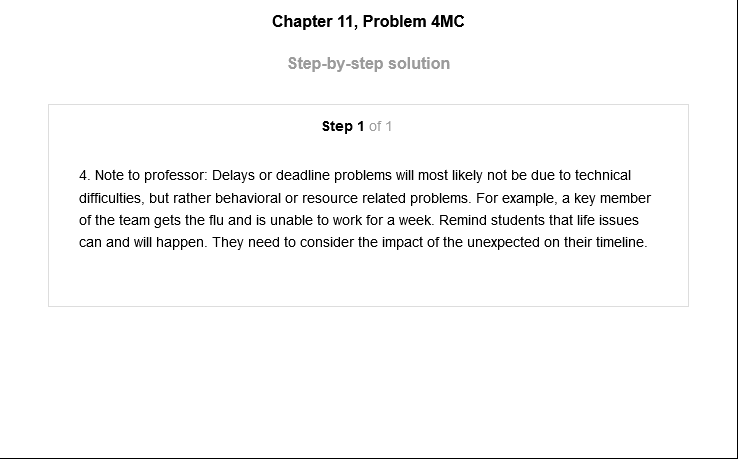 Chapter 11, Problem 4MC
Step-by-step solution
Step 1 of 1
4. Note to professor: Delays or deadline problems will most likely not be due to technical
difficulties, but rather behavioral or resource related problems. For example, a key member
of the team gets the flu and is unable to work for a week. Remind students that life issues
can and will happen. They need to consider the impact of the unexpected on their timeline.